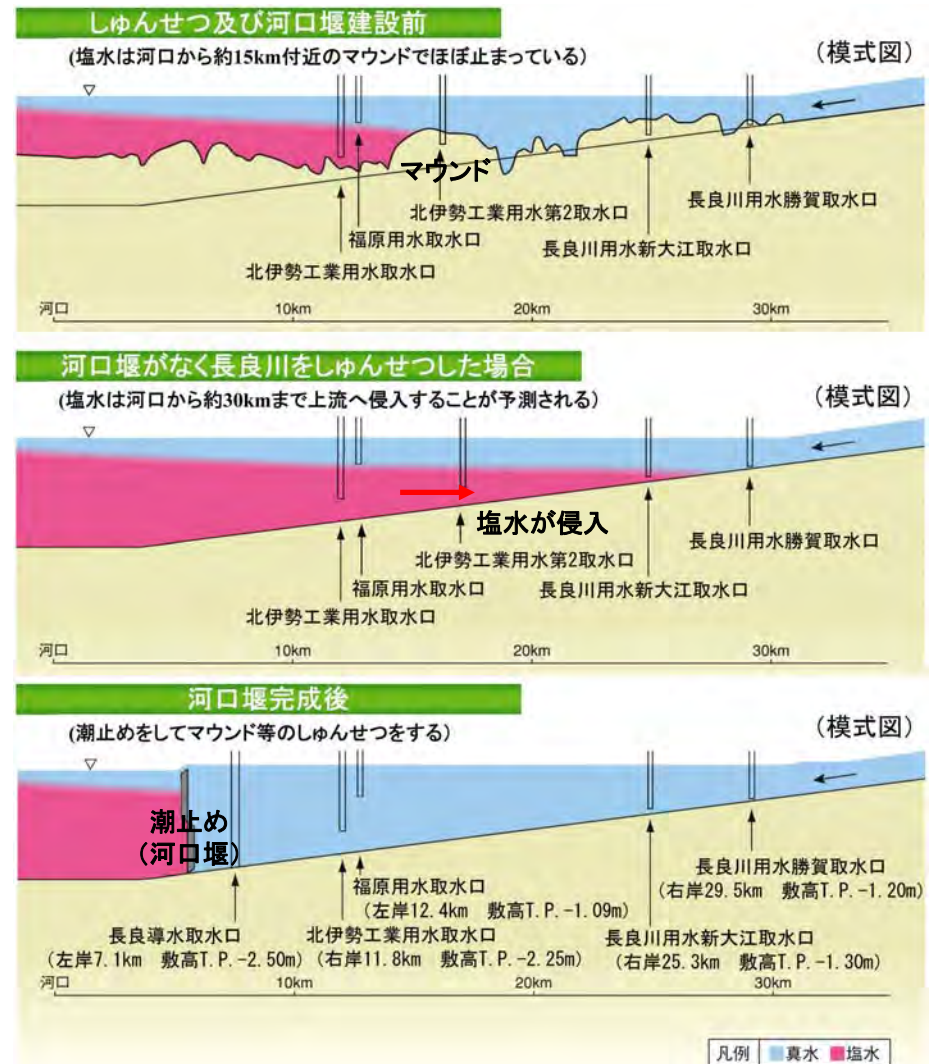 しゅんせつ及び河口堰建設前
(塩水は河口から約15km付近のマウンドでほぼ止まっている)
(模式図)
マウンド
北伊勢工業用水第2取水口
長良川用水勝賀取水口
福原用水取水口
長良川用水新大江取水口
北伊勢工業用水取水口
河口
10km
20km
30km
河口堰がなく長良川をしゅんせつした場合
(塩水は河口から約30kmまで上流へ侵入することが予測される)
(模式図)
塩水が侵入
長良川用水勝賀取水口
北伊勢工業用水第2取水口
福原用水取水口
長良川用水新大江取水口
北伊勢工業用水取水口
河口
10km
20km
30km
河口堰完成後
(潮止めをしてマウンド等のしゅんせつをする)
(模式図)
潮止め
(河口堰)
長良川用水勝賀取水口
(右岸29.5km 敷高T.P.-1.20m)
福原用水取水口
(左岸12.4km 敷高T.P.-1.09m)
長良導水取水口
(左岸7.1km 敷高T.P.-2.50m)
北伊勢工業用水取水口
(右岸11.8km 敷高T.P.-2.25m)
長良川用水新大江取水口
(右岸25.3km 敷高T.P.-1.30m)
河口
10km
20km
30km
凡例 真水 塩水